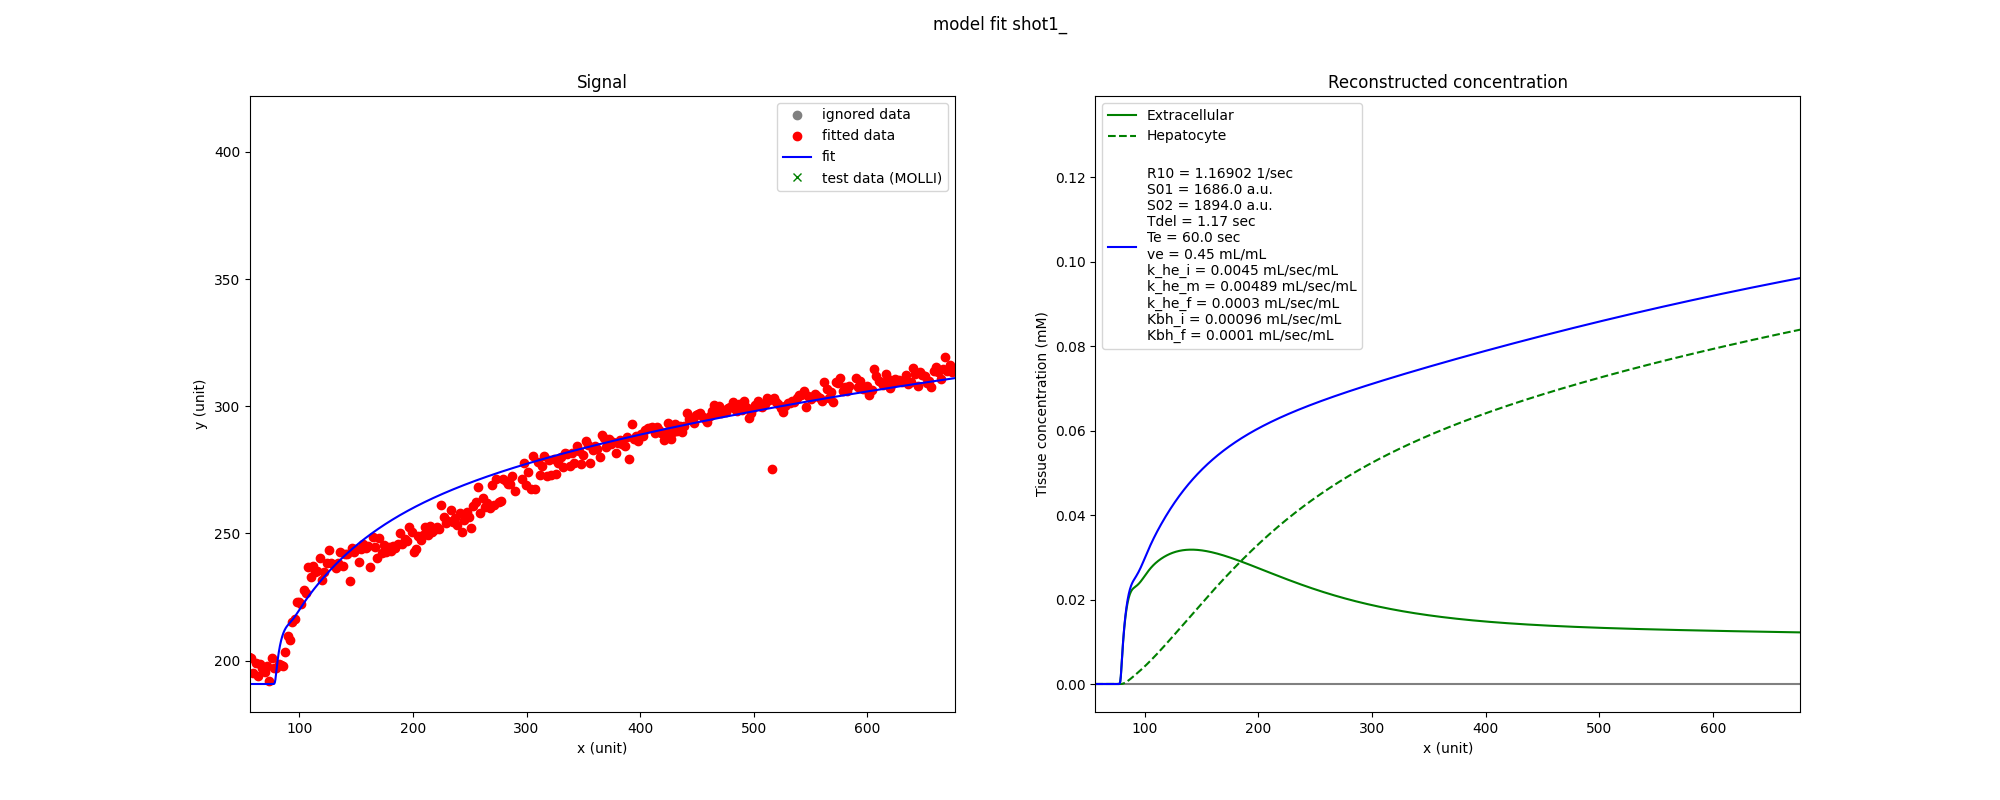 model fit shot1_
Signal
400
350
300
250
200
100
200
300
400
500
600
x (unit)
y (unit)
ignored data
fitted data
fit
test data (MOLLI)
Reconstructed concentration
0.12
0.10
0.08
0.06
0.04
0.02
0.00
100
200
300
400
500
600
x (unit)
Tissue concentration (mM)
Extracellular
Hepatocyte
R10 = 1.16902 1/sec
S01 = 1686.0 a.u.
S02 = 1894.0 a.u.
Tdel = 1.17 sec
Te = 60.0 sec
ve = 0.45 mL/mL
k_he_i = 0.0045 mL/sec/mL
k_he_m = 0.00489 mL/sec/mL
k_he_f = 0.0003 mL/sec/mL
Kbh_i = 0.00096 mL/sec/mL
Kbh_f = 0.0001 mL/sec/mL